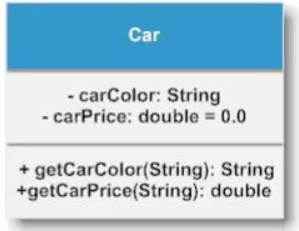 Car
- carColor: String
- carPrice: double = 0.0
+ getCarColor(String): String
+getCarPrice(String): double